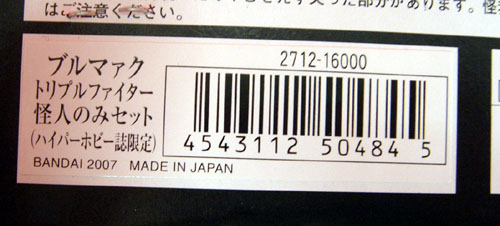 はご注意ください。
ブルマァク
トリプルファイター
怪人のみセット
(ハイパーホビー誌限定)
BANDAI 2007 MADE IN JAPAN
2712-16000
4543112 50484 5